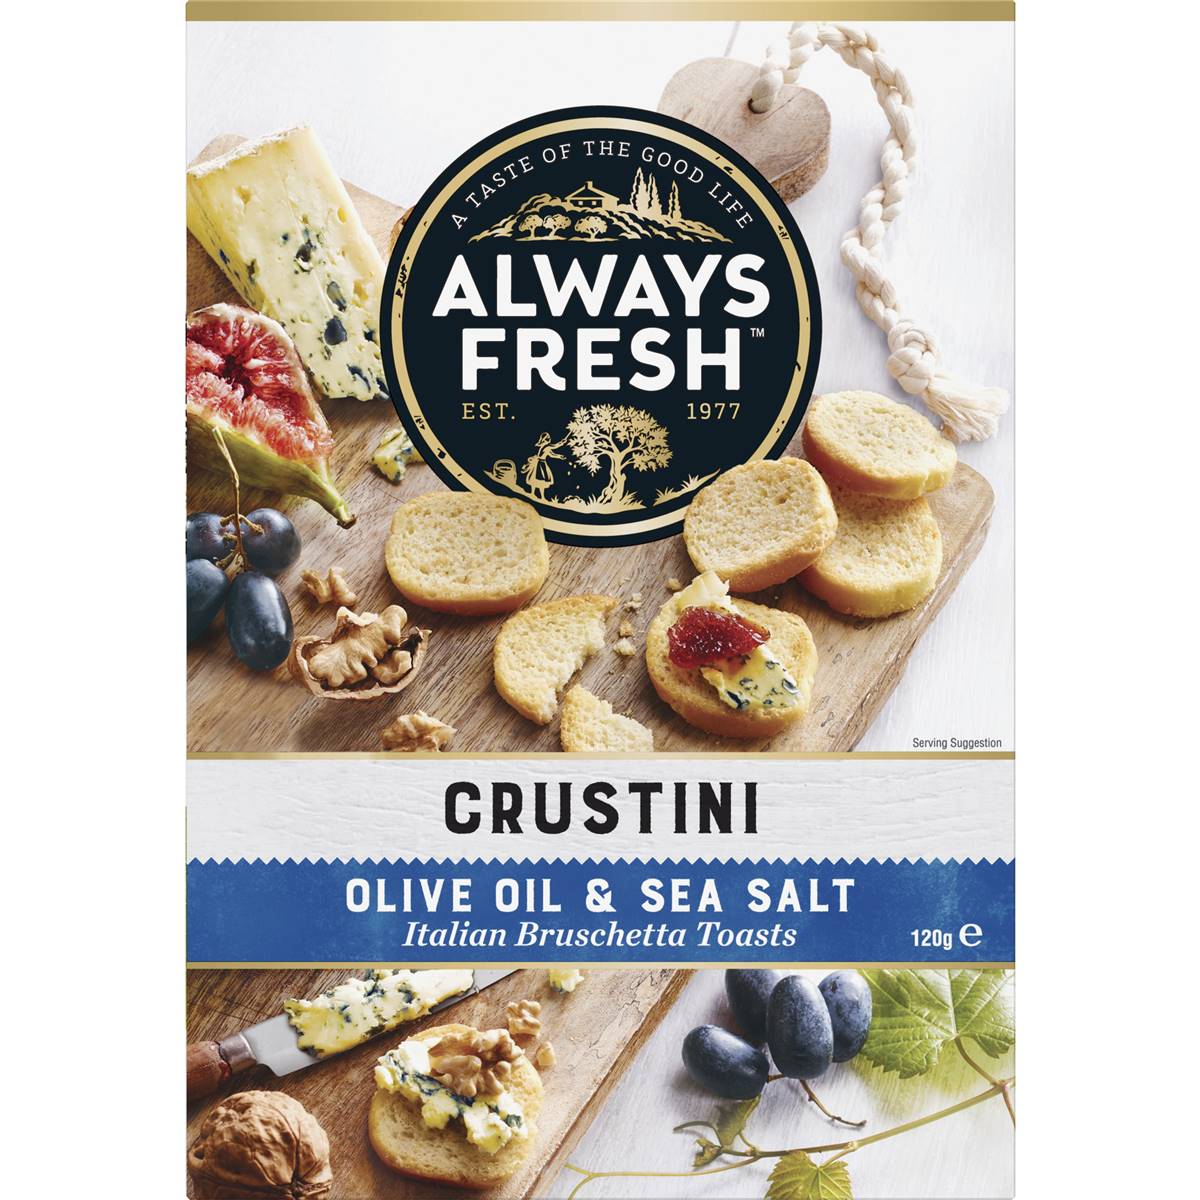 A TASTE OF THE GOOD LIFE
ALWAYS
FRESH™
EST. 1977
Serving Suggestion
CRUSTINI
OLIVE OIL & SEA SALT
Italian Bruschetta Toasts
120g ℮